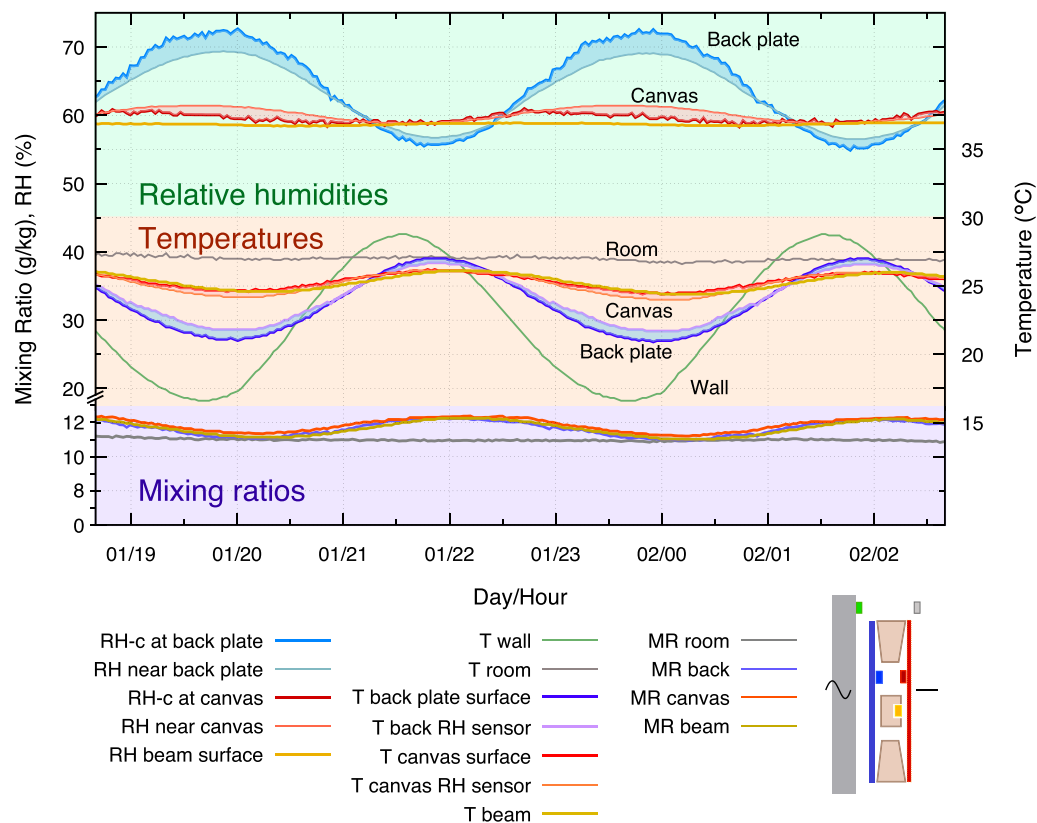 70
60
50
40
30
20
12
10
8
0
Mixing Ratio (g/kg), RH (%)
Back plate
Canvas
Relative humidities
Temperatures
Room
Canvas
Back plate
Wall
Mixing ratios
35
30
25
20
15
Temperature (ºC)
01/19 01/20 01/21 01/22 01/23 02/00 02/01 02/02
Day/Hour
RH-c at back plate
RH near back plate
RH-c at canvas
RH near canvas
RH beam surface
T wall
T room
T back plate surface
T back RH sensor
T canvas surface
T canvas RH sensor
T beam
MR room
MR back
MR canvas
MR beam